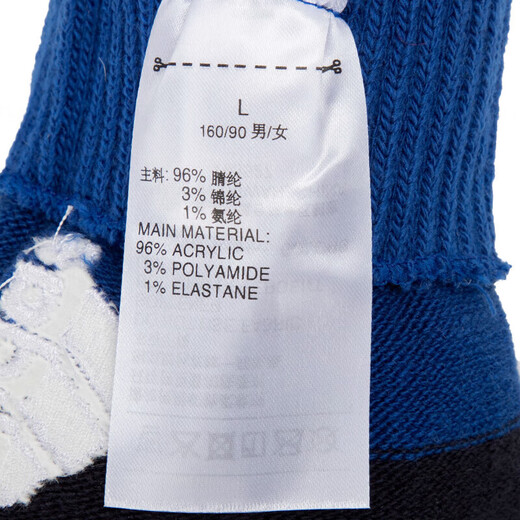 L
160/90 男/女
主料: 96% 腈纶
3% 锦纶
1% 氨纶
MAIN MATERIAL:
96% ACRYLIC
3% POLYAMIDE
1% ELASTANE